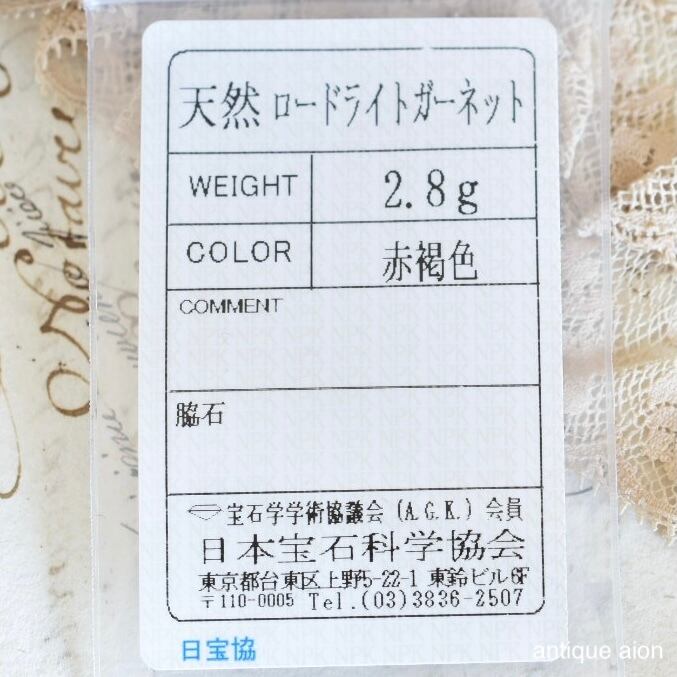 天然 ロードライトガーネット
WEIGHT 2.8g
COLOR 赤褐色
COMMENT
脇石
宝石学学術協議会 (A.G.K.) 会員
日本宝石科学協会
東京都台東区上野5-22-1 東鈴ビル6F
〒110-0005 Tel.(03)3836-2507
日宝協
antique aion